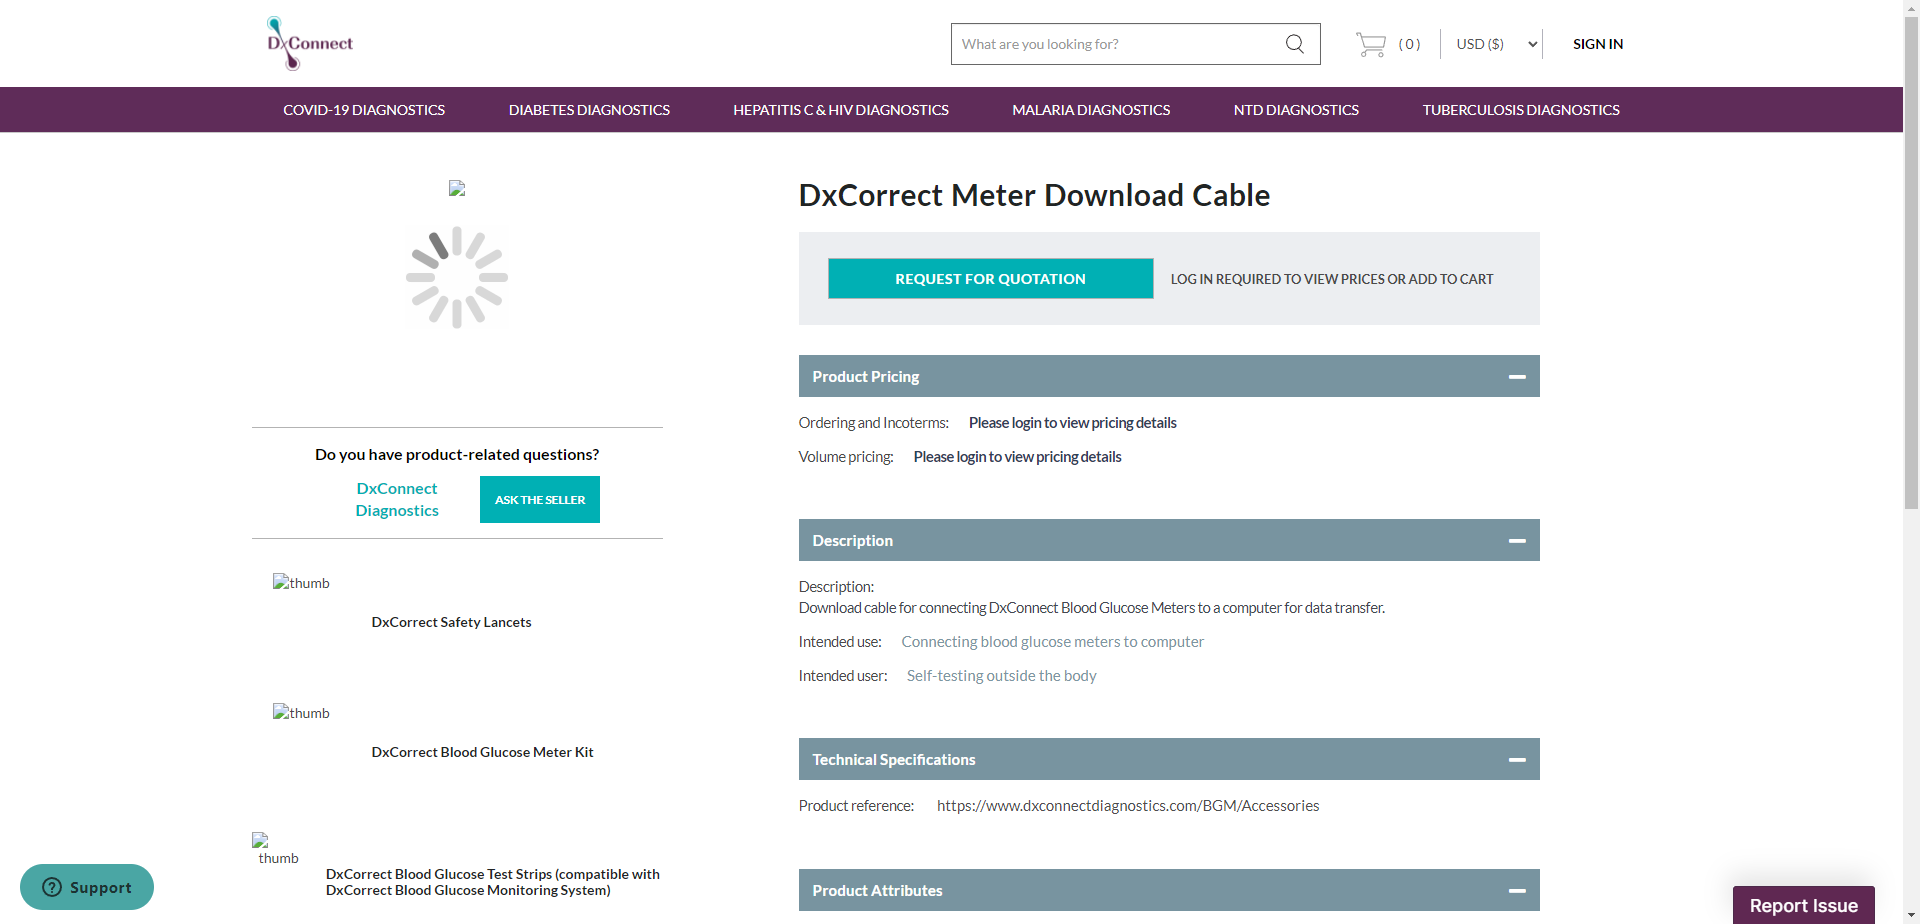 DxConnect
What are you looking for?
( 0 )
USD ($)
SIGN IN
COVID-19 DIAGNOSTICS
DIABETES DIAGNOSTICS
HEPATITIS C & HIV DIAGNOSTICS
MALARIA DIAGNOSTICS
NTD DIAGNOSTICS
TUBERCULOSIS DIAGNOSTICS
DxCorrect Meter Download Cable
REQUEST FOR QUOTATION
LOG IN REQUIRED TO VIEW PRICES OR ADD TO CART
Product Pricing
Ordering and Incoterms: Please login to view pricing details
Volume pricing: Please login to view pricing details
Description
Description:
Download cable for connecting DxConnect Blood Glucose Meters to a computer for data transfer.
Intended use: Connecting blood glucose meters to computer
Intended user: Self-testing outside the body
Technical Specifications
Product reference: https://www.dxconnectdiagnostics.com/BGM/Accessories
Product Attributes
Do you have product-related questions?
DxConnect
Diagnostics
ASK THE SELLER
thumb
DxCorrect Safety Lancets
thumb
DxCorrect Blood Glucose Meter Kit
thumb
DxCorrect Blood Glucose Test Strips (compatible with
DxCorrect Blood Glucose Monitoring System)
Support
Report Issue